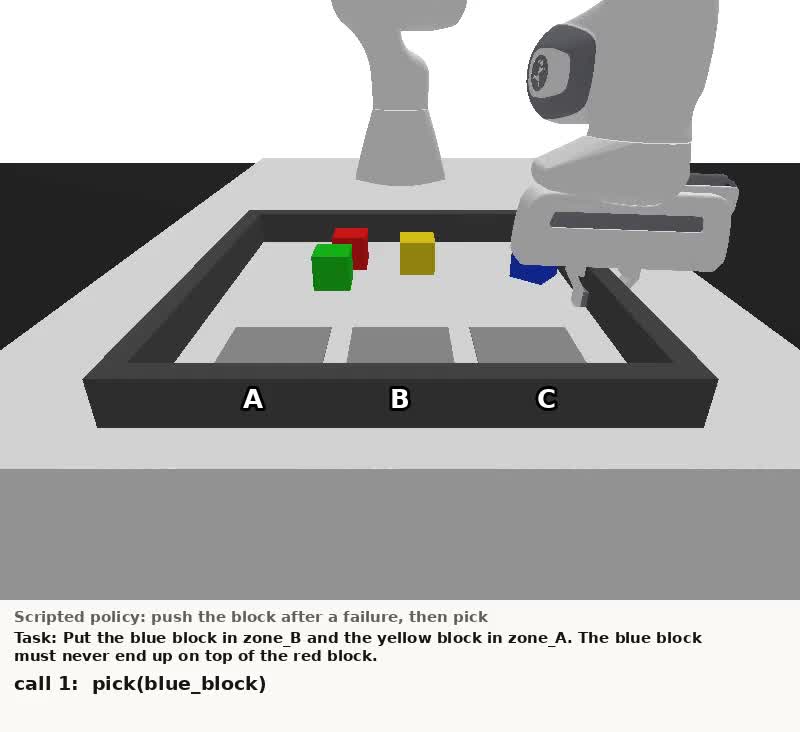 A B C
Scripted policy: push the block after a failure, then pick
Task: Put the blue block in zone_B and the yellow block in zone_A. The blue block
must never end up on top of the red block.
call 1:  pick(blue_block)